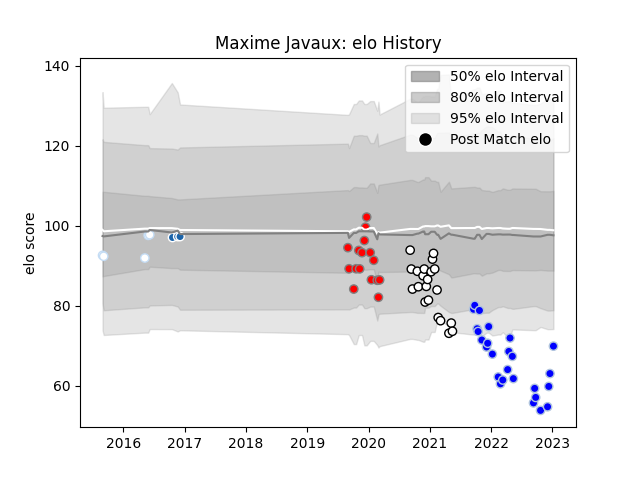 Maxime Javaux: elo History
50% elo Interval
80% elo Interval
95% elo Interval
Post Match elo
elo score
140
120
100
80
60
2016
2017
2018
2019
2020
2021
2022
2023